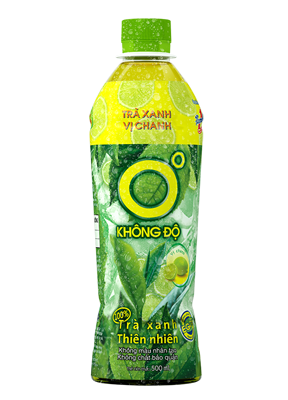 TRÀ XANH
VỊ CHANH
0°
KHÔNG ĐỘ
100%
Trà xanh
Thiên nhiên
Không màu nhân tạo
Không chất bảo quản
500 ml